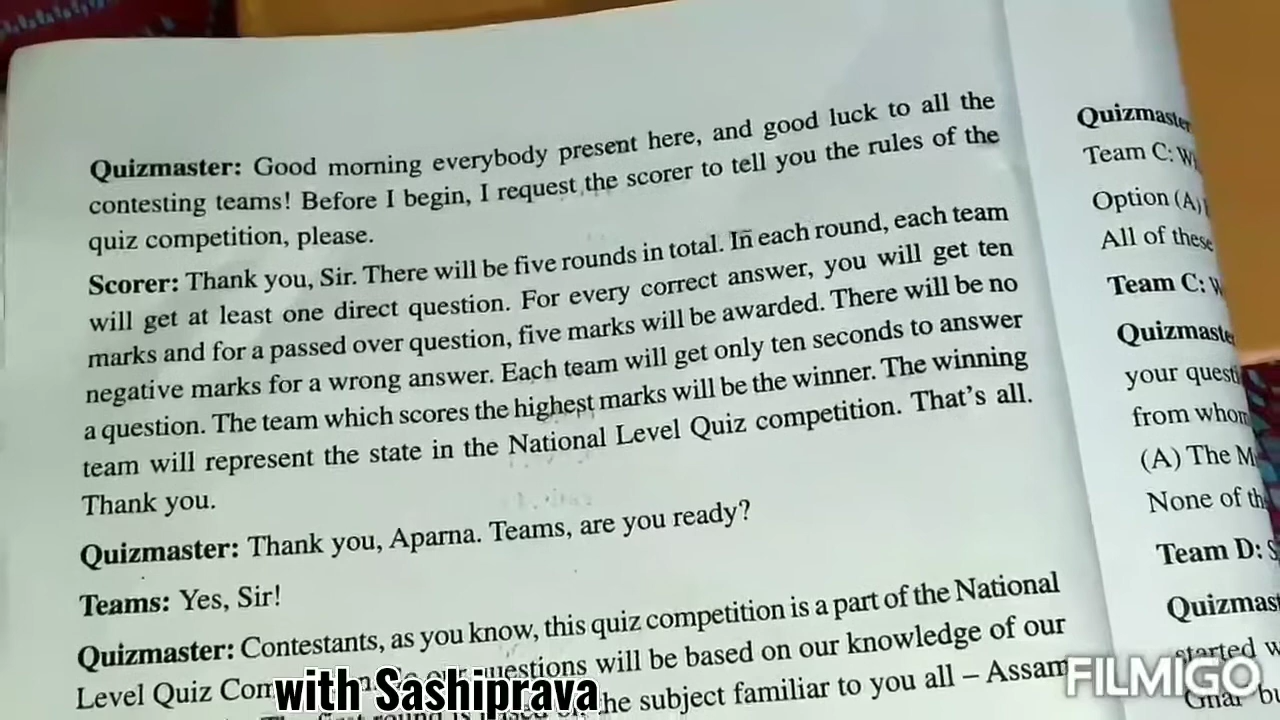 Quizmaster: Good morning everybody present here, and good luck to all the
contesting teams! Before I begin, I request the scorer to tell you the rules of the
quiz competition, please.
Scorer: Thank you, Sir. There will be five rounds in total. In each round, each team
will get at least one direct question. For every correct answer, you will get ten
marks and for a passed over question, five marks will be awarded. There will be no
negative marks for a wrong answer. Each team will get only ten seconds to answer
a question. The team which scores the highest marks will be the winner. The winning
team will represent the state in the National Level Quiz competition. That's all.
Thank you.
Quizmaster: Thank you, Aparna. Teams, are you ready?
Teams: Yes, Sir!
Quizmaster: Contestants, as you know, this quiz competition is a part of the National
Level Quiz questions will be based on our knowledge of our
the subject familiar to you all – Assam
with Sashiprava
Quizmaster
Team C:
Option (A)
All of these
Team C:
Quizmaste
your quest
from whom
(A) The M
None of th
Team D:
Quizmast
started w
FILMIGO